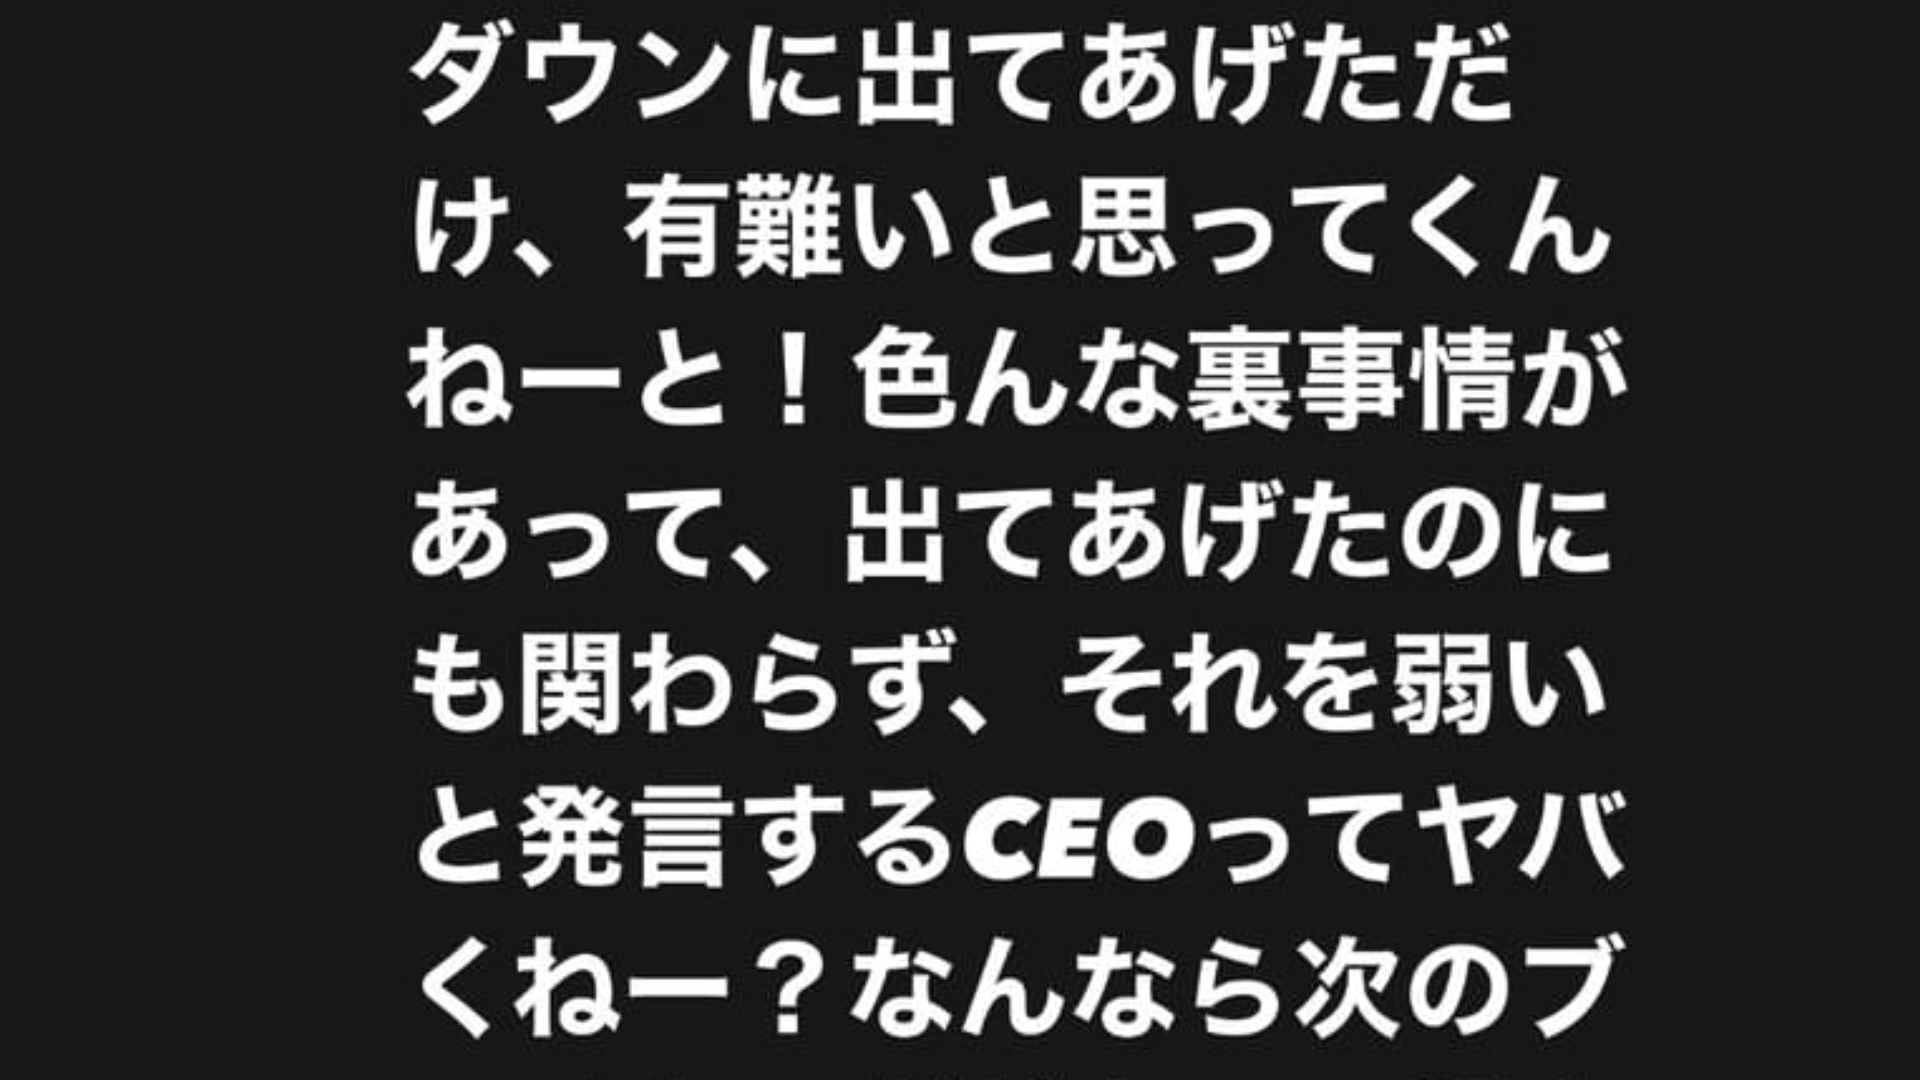 ダウンに出てあげただ
け、有難いと思ってくん
ねーと！色んな裏事情が
あって、出てあげたのに
も関わらず、それを弱い
と発言するCEOってヤバ
くねー？なんなら次のブ